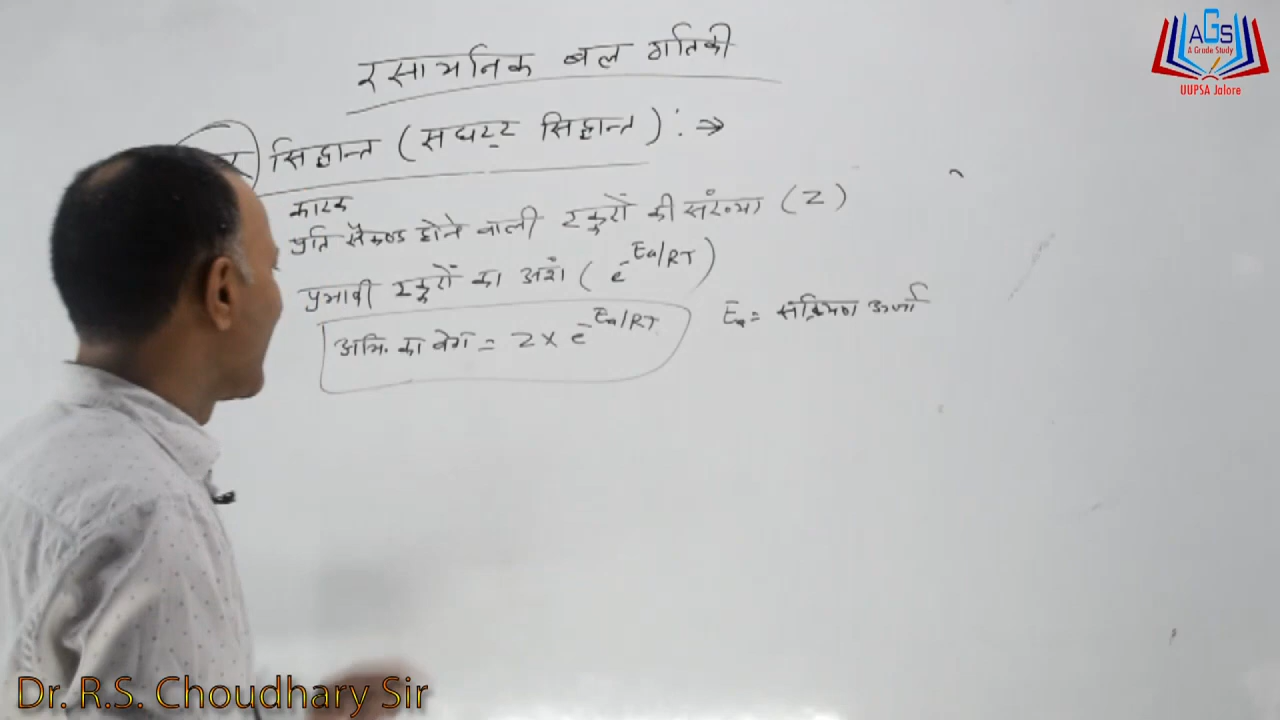 रसायनिक बल गतिकी
सिद्धान्त (संघट्ट सिद्धान्त) : ⇒
कारक
प्रति सैकण्ड होने वाली टक्करों की संख्या (Z)
प्रभावी टक्करों का अंश (e^-Ea/RT)
अभि. का वेग = Z × e^-Ea/RT
Ea = सक्रियण ऊर्जा
AGS
A Grade Study
UUPSA Jalore
Dr. R.S. Choudhary Sir